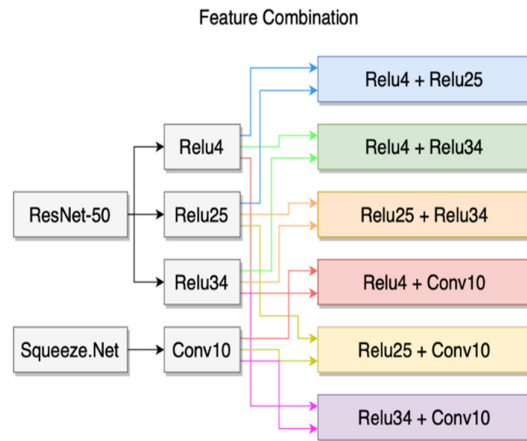 Feature Combination
Relu4 + Relu25
Relu4
Relu4 + Relu34
ResNet-50
Relu25
Relu25 + Relu34
Relu34
Relu4 + Conv10
Squeeze.Net
Conv10
Relu25 + Conv10
Relu34 + Conv10